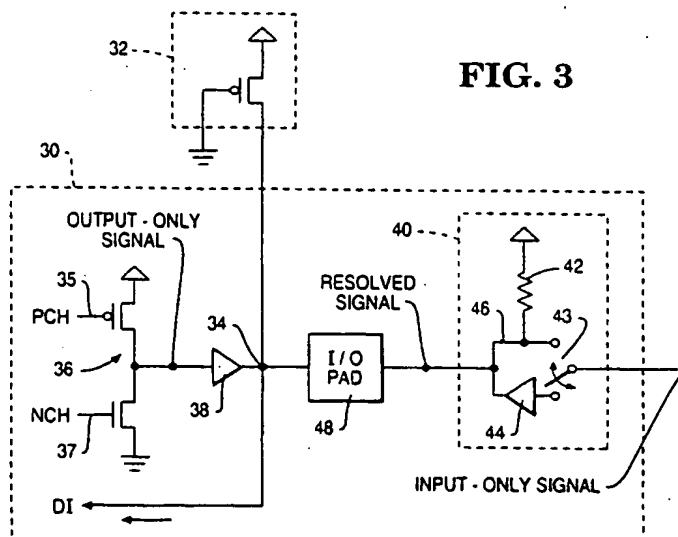 FIG. 3
32
30
OUTPUT - ONLY
SIGNAL
40
42
35
RESOLVED
SIGNAL
46
43
PCH
34
36
I / O
PAD
38
48
44
NCH
37
INPUT - ONLY SIGNAL
DI